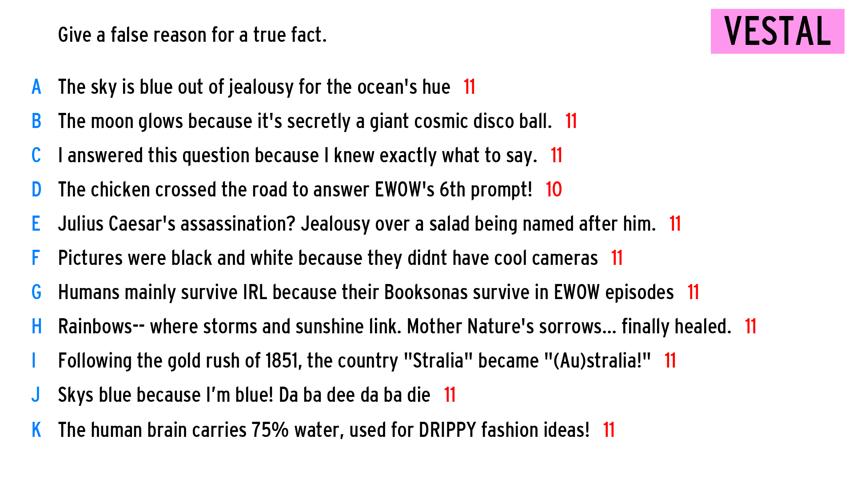 Give a false reason for a true fact.
VESTAL
A The sky is blue out of jealousy for the ocean's hue 11
B The moon glows because it's secretly a giant cosmic disco ball. 11
C I answered this question because I knew exactly what to say. 11
D The chicken crossed the road to answer EWOW's 6th prompt! 10
E Julius Caesar's assassination? Jealousy over a salad being named after him. 11
F Pictures were black and white because they didnt have cool cameras 11
G Humans mainly survive IRL because their Booksonas survive in EWOW episodes 11
H Rainbows-- where storms and sunshine link. Mother Nature's sorrows... finally healed. 11
I Following the gold rush of 1851, the country "Stralia" became "(Au)stralia!" 11
J Skys blue because I'm blue! Da ba dee da ba die 11
K The human brain carries 75% water, used for DRIPPY fashion ideas! 11